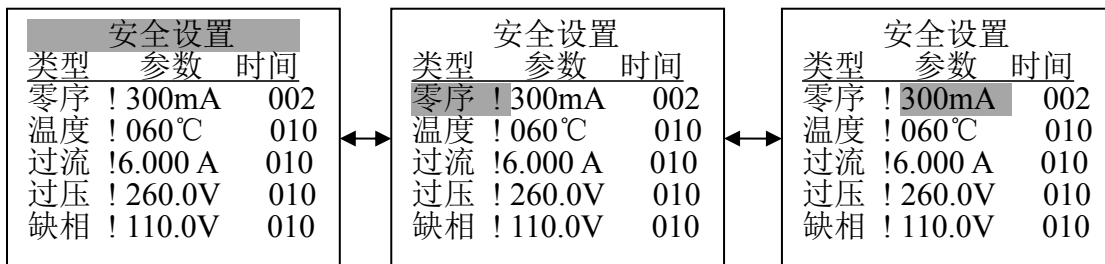 安全设置
类型 参数 时间
零序 ! 300mA 002
温度 ! 060℃ 010
过流 !6.000 A 010
过压 ! 260.0V 010
缺相 ! 110.0V 010
安全设置
类型 参数 时间
零序 ! 300mA 002
温度 ! 060℃ 010
过流 !6.000 A 010
过压 ! 260.0V 010
缺相 ! 110.0V 010
安全设置
类型 参数 时间
零序 ! 300mA 002
温度 ! 060℃ 010
过流 !6.000 A 010
过压 ! 260.0V 010
缺相 ! 110.0V 010